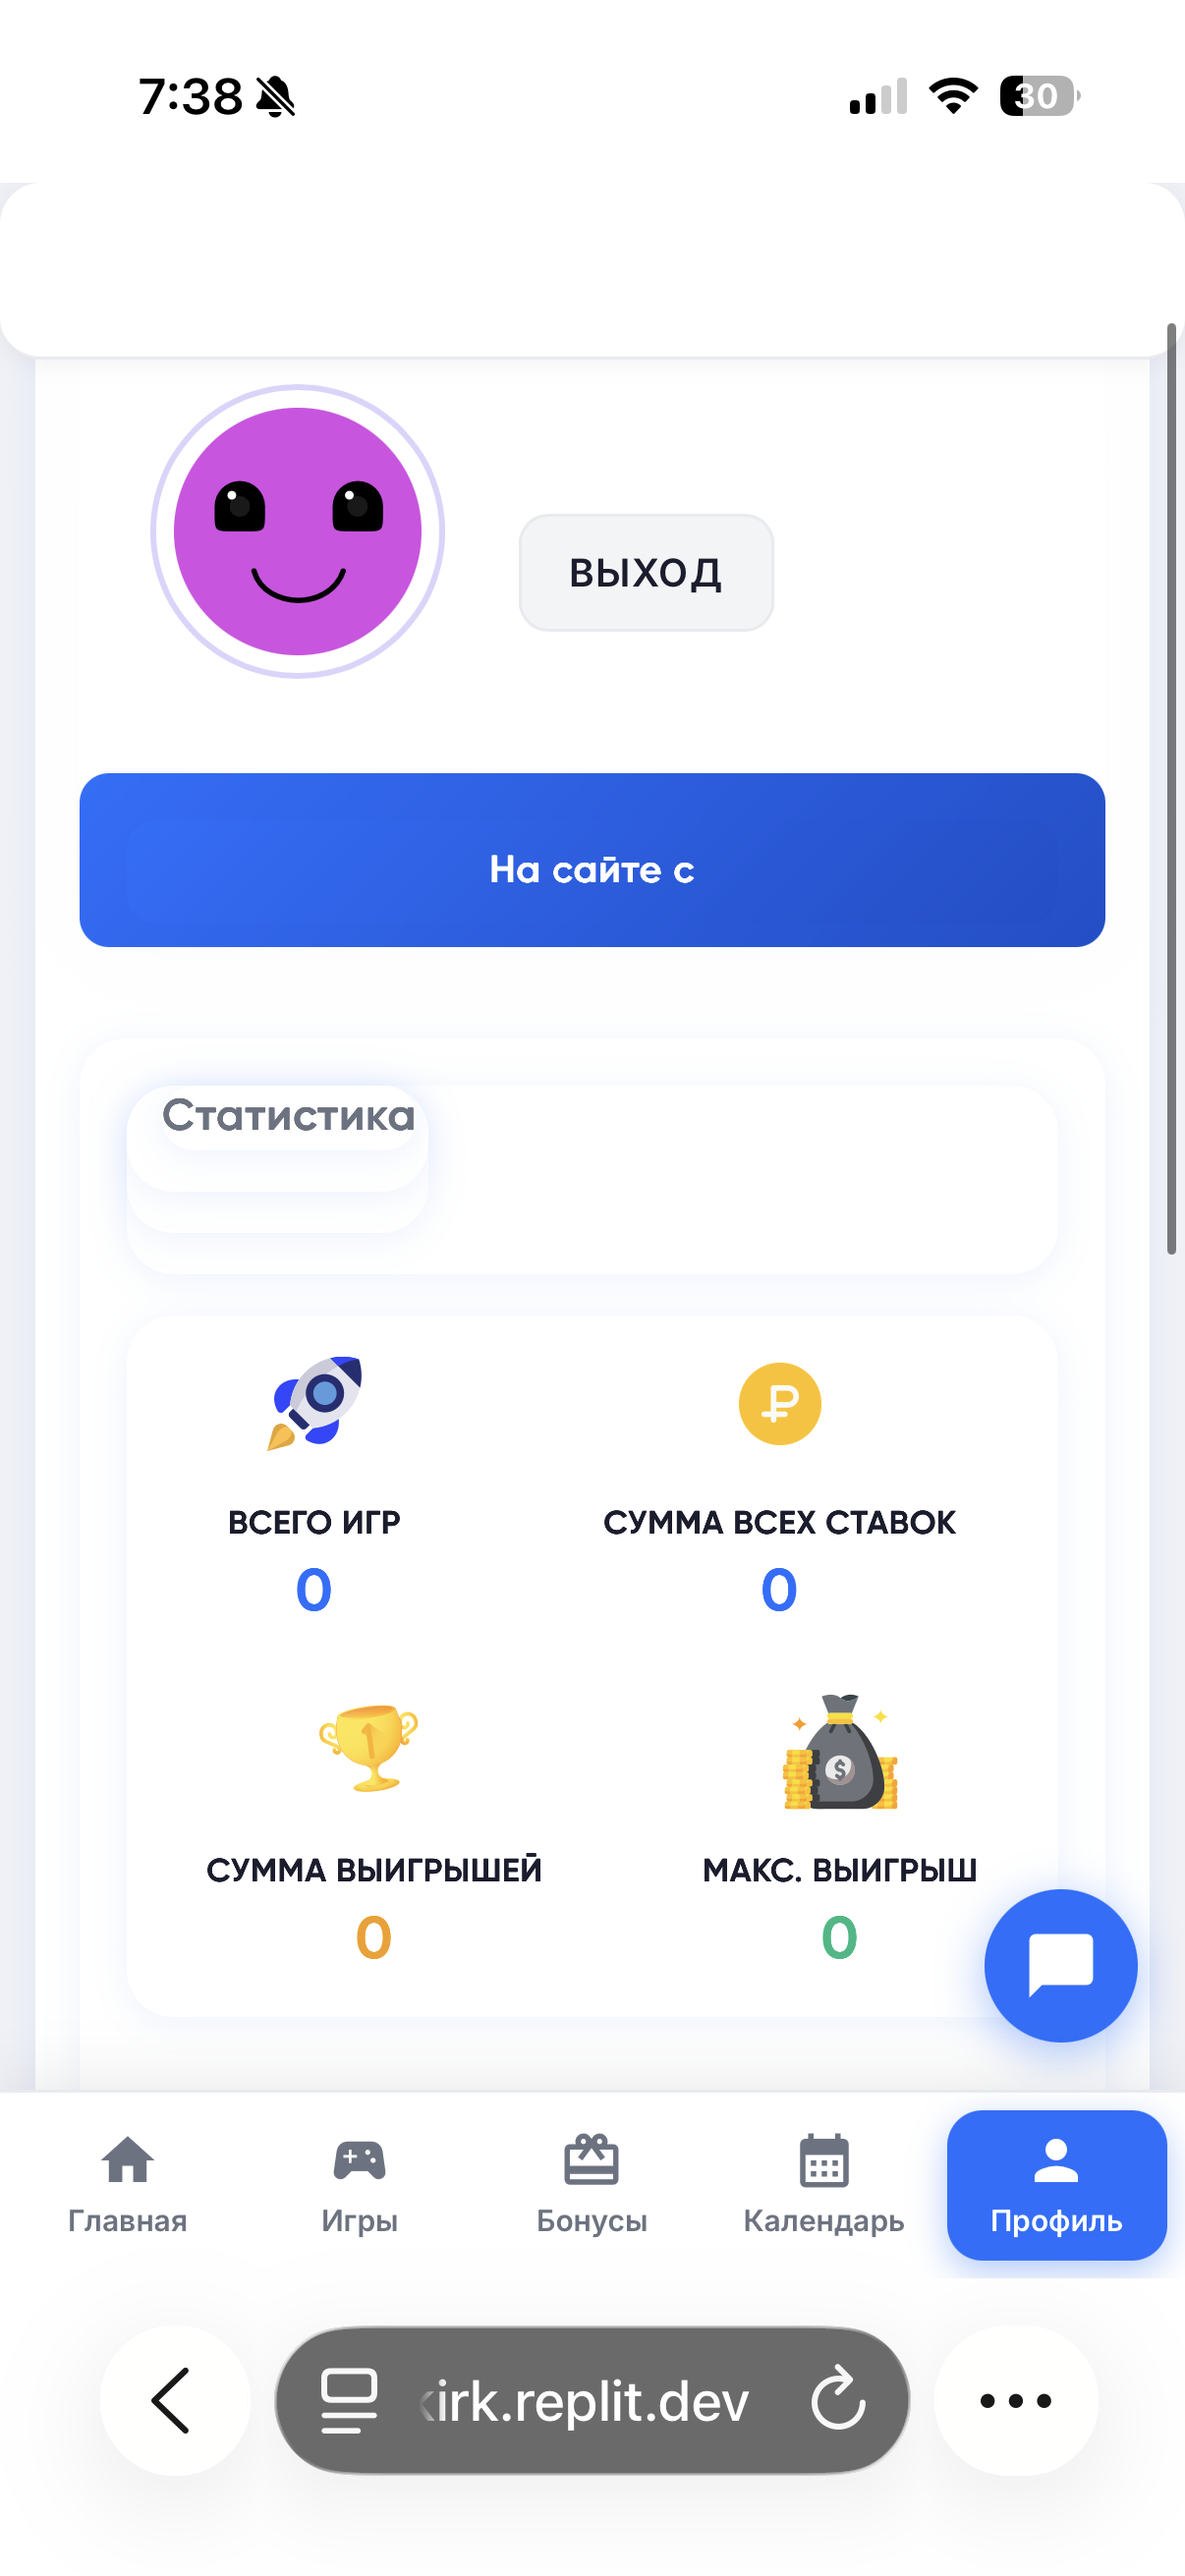 7:38
30
ВЫХОД
На сайте с
Статистика
ВСЕГО ИГР
0
СУММА ВСЕХ СТАВОК
0
СУММА ВЫИГРЫШЕЙ
0
МАКС. ВЫИГРЫШ
0
Главная
Игры
Бонусы
Календарь
Профиль
kirk.replit.dev